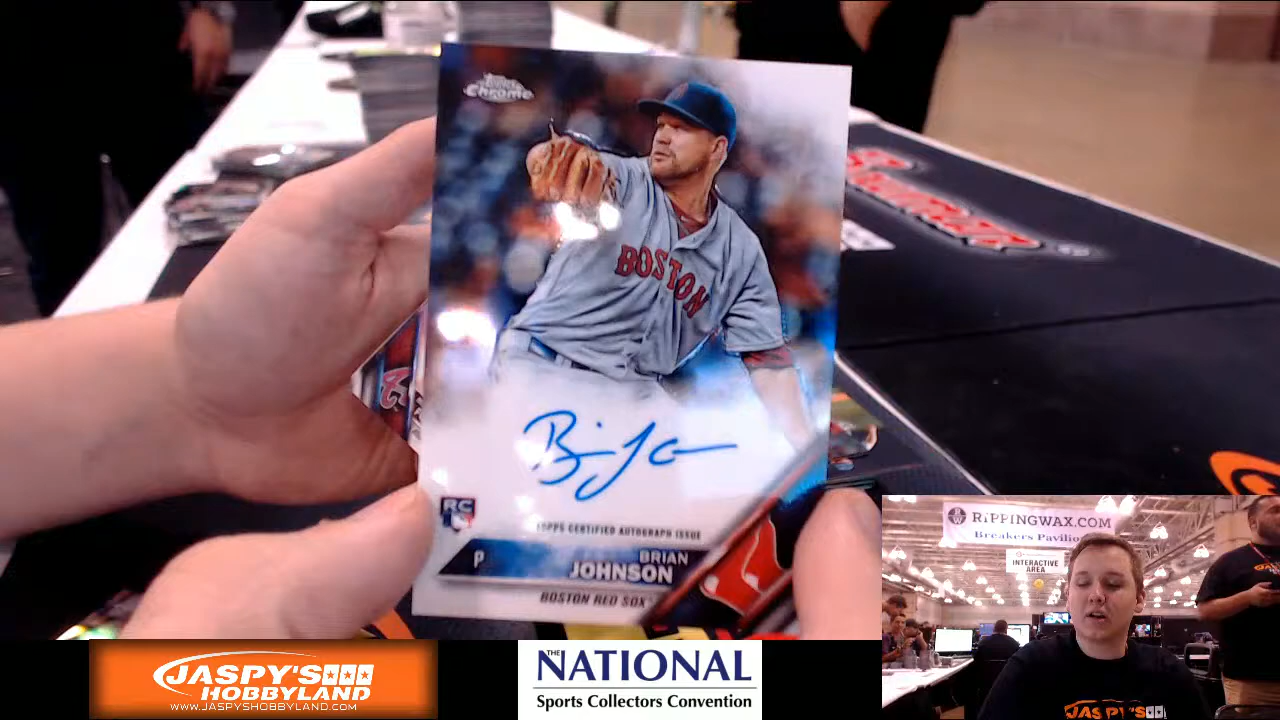 Topps
Chrome
BOSTON
RC
TOPPS CERTIFIED AUTOGRAPH ISSUE
P
BRIAN
JOHNSON
BOSTON RED SOX
RIPPINGWAX.COM
Breakers Pavilion
INTERACTIVE
AREA
JASPY'S
JASPY'S
HOBBYLAND
WWW.JASPYSHOBBYLAND.COM
THE NATIONAL
Sports Collectors Convention